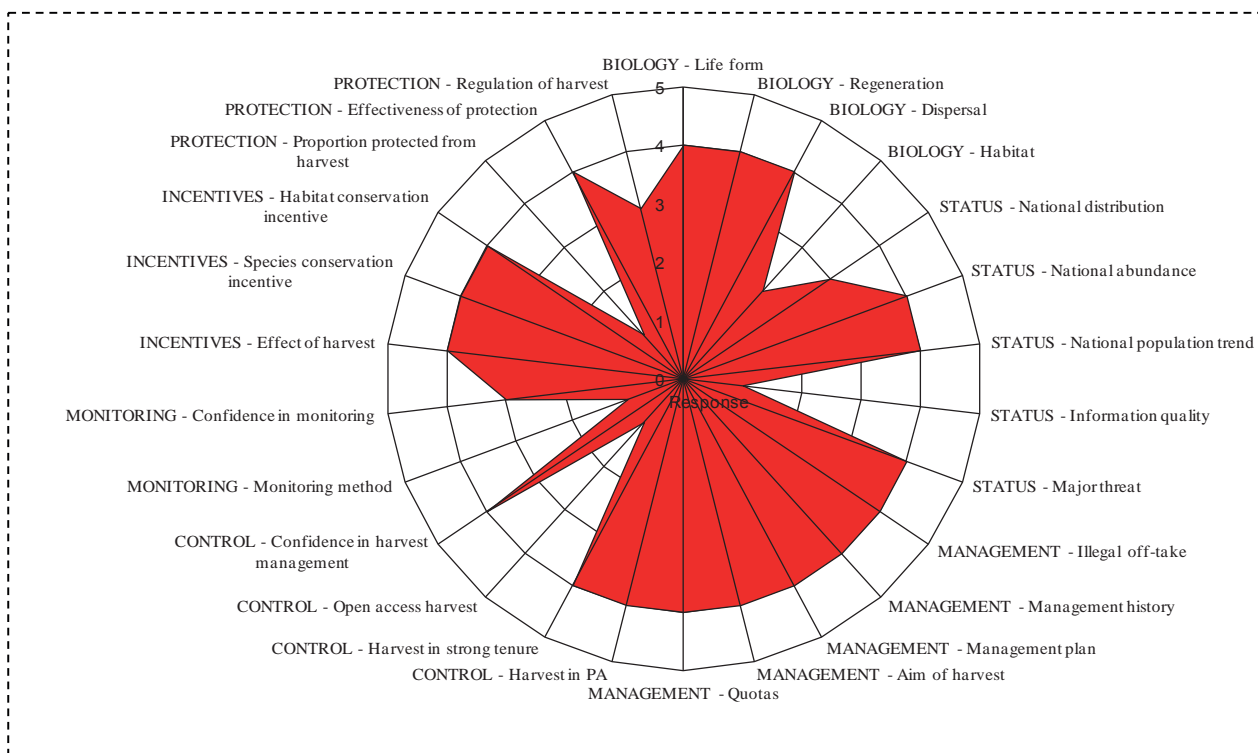 BIOLOGY - Life form
BIOLOGY - Regeneration
BIOLOGY - Dispersal
BIOLOGY - Habitat
STATUS - National distribution
STATUS - National abundance
STATUS - National population trend
STATUS - Information quality
STATUS - Major threat
MANAGEMENT - Illegal off-take
MANAGEMENT - Management history
MANAGEMENT - Management plan
MANAGEMENT - Aim of harvest
MANAGEMENT - Quotas
CONTROL - Harvest in PA
CONTROL - Harvest in strong tenure
CONTROL - Open access harvest
CONTROL - Confidence in harvest
management
MONITORING - Monitoring method
MONITORING - Confidence in monitoring
INCENTIVES - Effect of harvest
INCENTIVES - Species conservation
incentive
INCENTIVES - Habitat conservation
incentive
PROTECTION - Proportion protected from
harvest
PROTECTION - Effectiveness of protection
PROTECTION - Regulation of harvest
5
4
3
2
1
0
Response